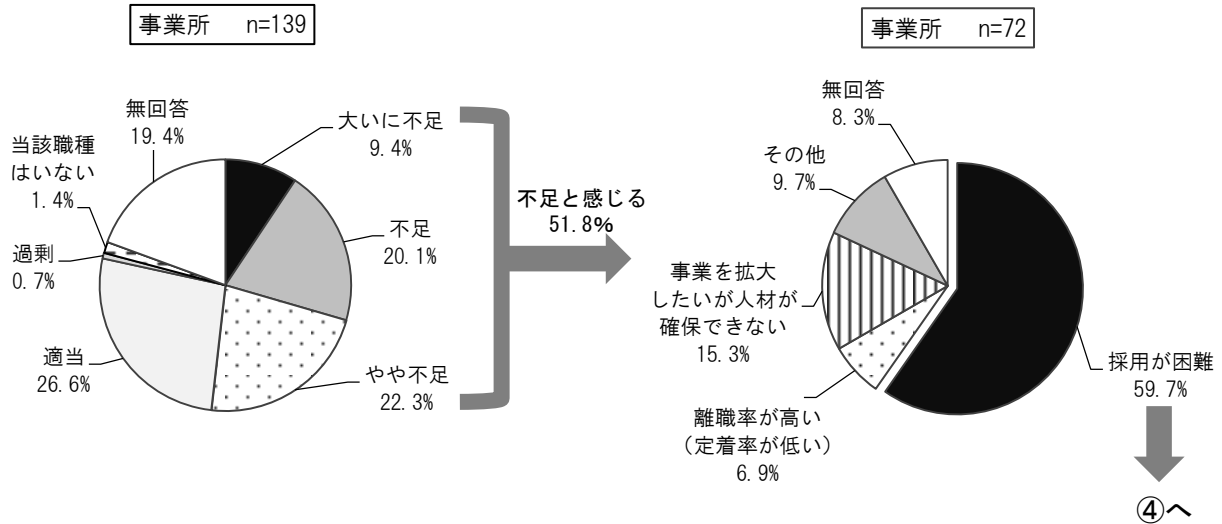 事業所 n=139
無回答
19.4%
当該職種
はいない
1.4%
過剰
0.7%
適当
26.6%
大いに不足
9.4%
不足
20.1%
やや不足
22.3%
不足と感じる
51.8%
事業所 n=72
無回答
8.3%
その他
9.7%
事業を拡大
したいが人材が
確保できない
15.3%
離職率が高い
（定着率が低い）
6.9%
採用が困難
59.7%
④へ